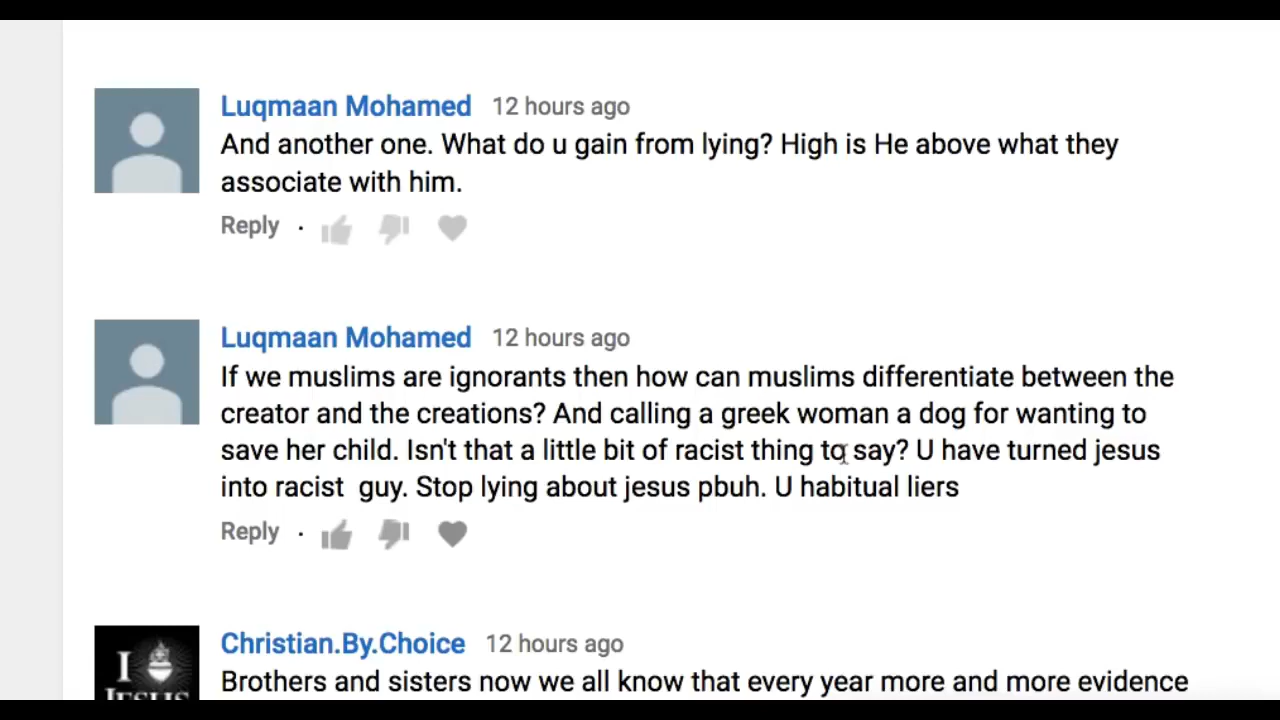 Luqmaan Mohamed 12 hours ago
And another one. What do u gain from lying? High is He above what they
associate with him.
Reply ·
Luqmaan Mohamed 12 hours ago
If we muslims are ignorants then how can muslims differentiate between the
creator and the creations? And calling a greek woman a dog for wanting to
save her child. Isn't that a little bit of racist thing to say? U have turned jesus
into racist  guy. Stop lying about jesus pbuh. U habitual liers
Reply ·
I
JESUS
Christian.By.Choice 12 hours ago
Brothers and sisters now we all know that every year more and more evidence